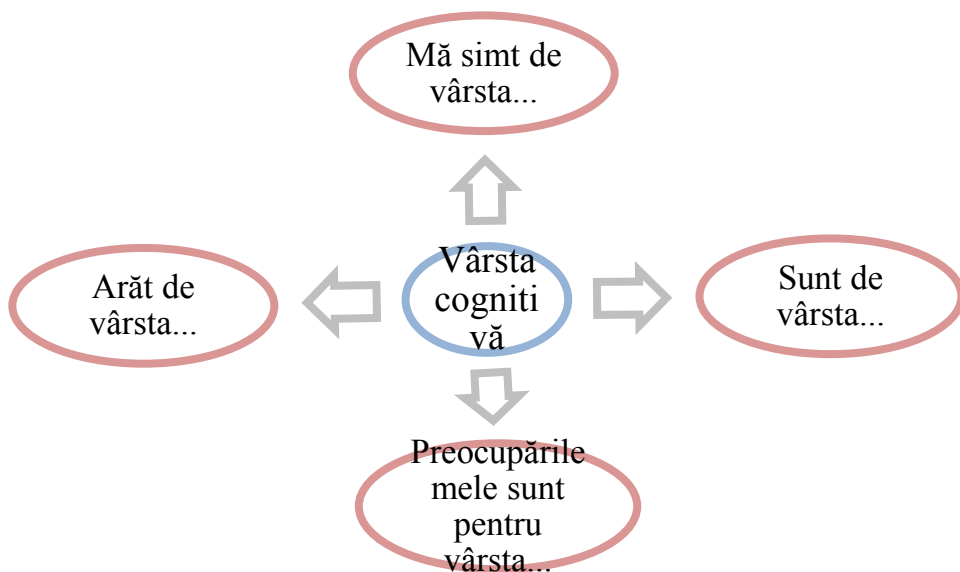 Mă simt de
vârsta...
Arăt de
vârsta...
Vârsta
cogniti
vă
Sunt de
vârsta...
Preocupările
mele sunt
pentru
vârsta...